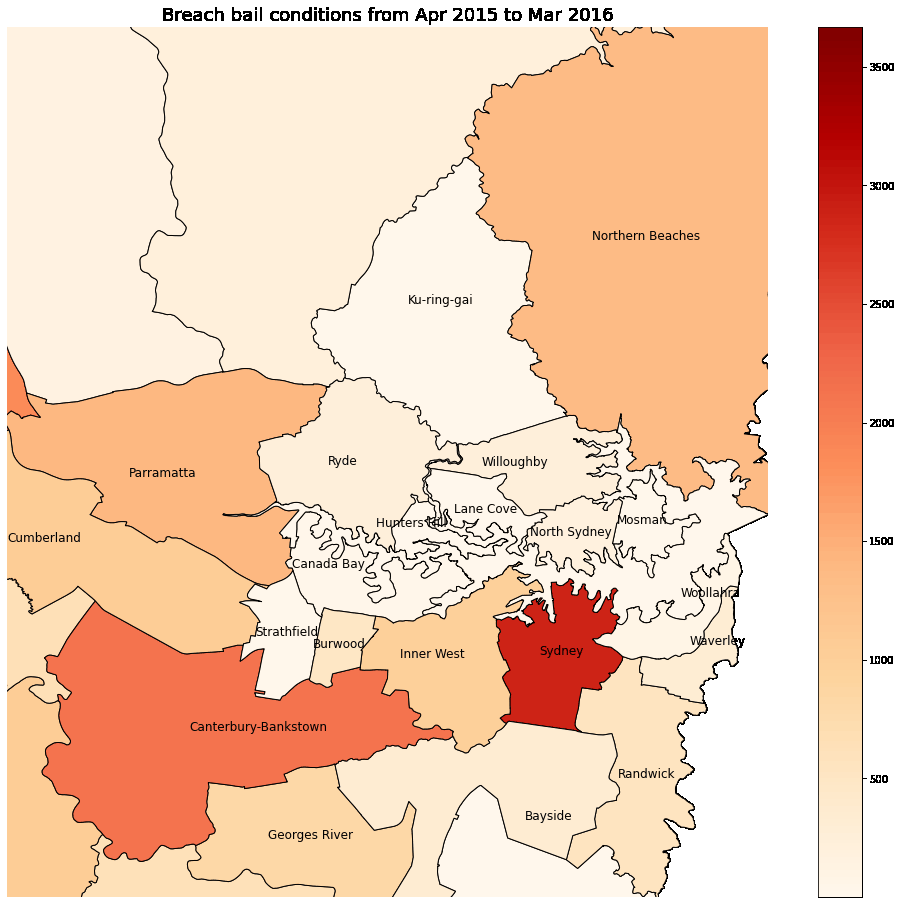 Breach bail conditions from Apr 2015 to Mar 2016
3500
3000
Northern Beaches
Ku-ring-gai
2500
2000
Ryde
Willoughby
Parramatta
Lane Cove
Hunters Hill
Mosman
North Sydney
Cumberland
1500
Canada Bay
Woollahra
Strathfield
Burwood
Waverley
Inner West
Sydney
1000
Canterbury-Bankstown
Randwick
500
Bayside
Georges River